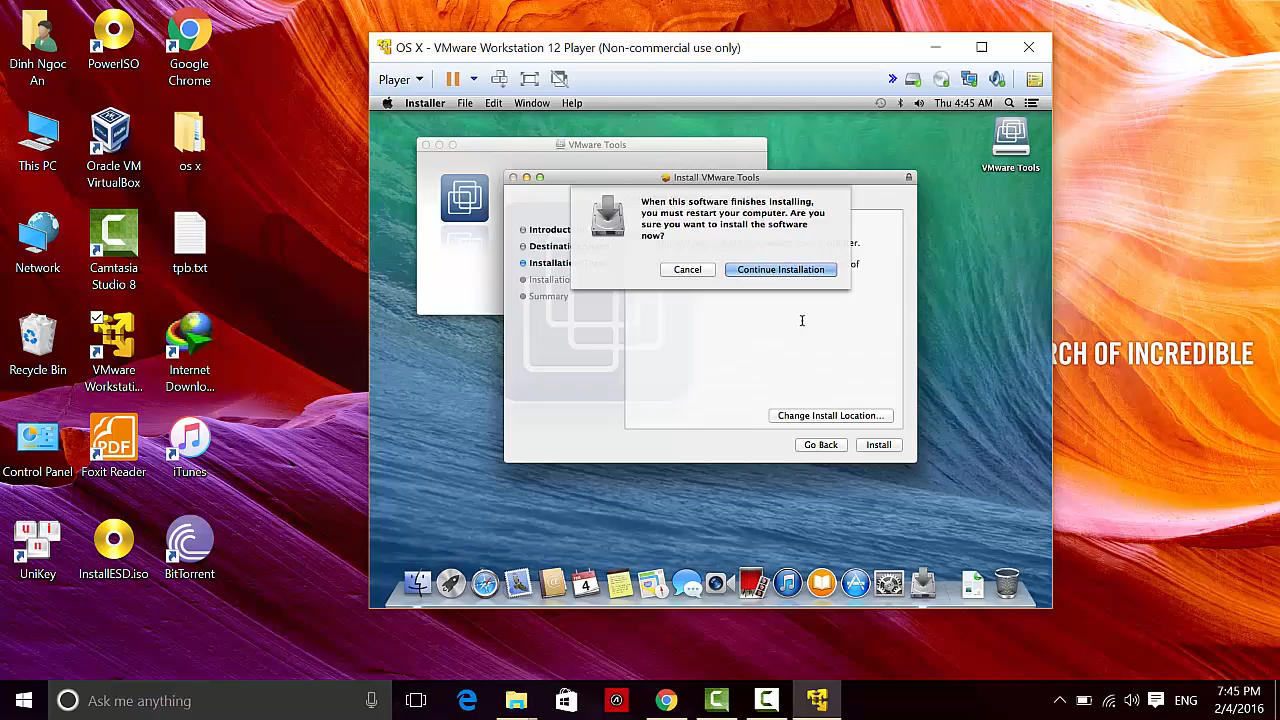 Dinh Ngoc
An
PowerISO
Google
Chrome
This PC
Oracle VM
VirtualBox
os x
Network
Camtasia
Studio 8
tpb.txt
Recycle Bin
VMware
Workstati...
Internet
Downlo...
Control Panel
Foxit Reader
iTunes
UniKey
InstallESD.iso
BitTorrent
OS X - VMware Workstation 12 Player (Non-commercial use only)
Player
Installer File Edit Window Help
Thu 4:45 AM
VMware Tools
VMware Tools
Install VMware Tools
When this software finishes installing,
you must restart your computer. Are you
sure you want to install the software
now?
Cancel
Continue Installation
Introduct
Destinati
Installation
Installatio
Summary
of
Change Install Location...
Go Back
Install
RCH OF INCREDIBLE
PDF
FEB
4
Ask me anything
ENG
7:45 PM
2/4/2016